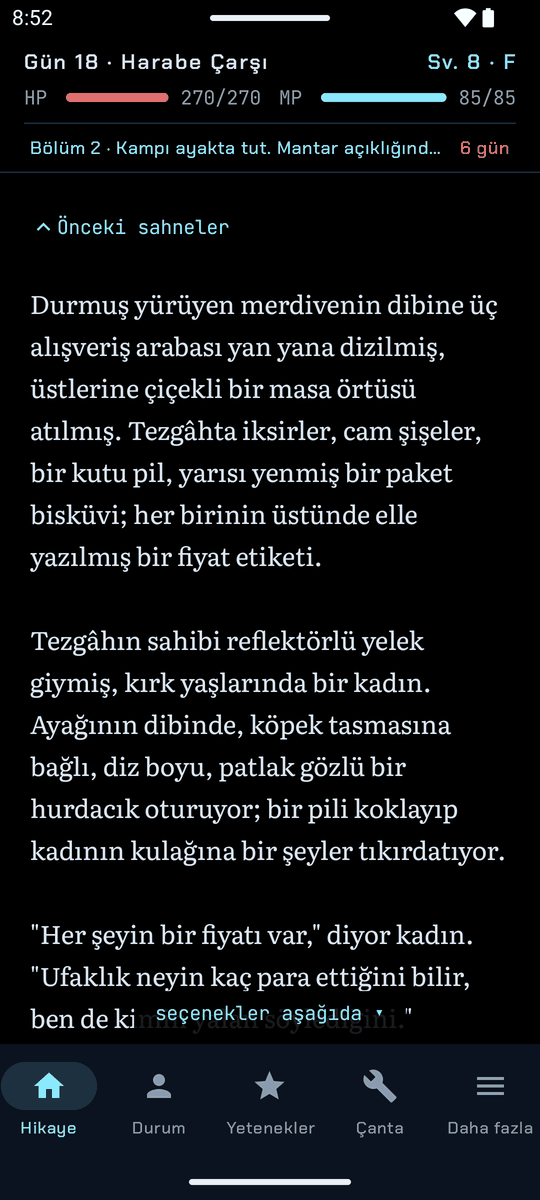 8:52
Gün 18 · Harabe Çarşı
Sv. 8 · F
HP 270/270 MP 85/85
Bölüm 2 · Kampı ayakta tut. Mantar açıklığınd… 6 gün
Önceki sahneler
Durmuş yürüyen merdivenin dibine üç
alışveriş arabası yan yana dizilmiş,
üstlerine çiçekli bir masa örtüsü
atılmış. Tezgâhta iksirler, cam şişeler,
bir kutu pil, yarısı yenmiş bir paket
bisküvi; her birinin üstünde elle
yazılmış bir fiyat etiketi.
Tezgâhın sahibi reflektörlü yelek
giymiş, kırk yaşlarında bir kadın.
Ayağının dibinde, köpek tasmasına
bağlı, diz boyu, patlak gözlü bir
hurdacık oturuyor; bir pili koklayıp
kadının kulağına bir şeyler tıkırdatıyor.
"Her şeyin bir fiyatı var," diyor kadın.
"Ufaklık neyin kaç para ettiğini bilir,
ben de kimin yalan söylediğini."
seçenekler aşağıda ▾
Hikaye
Durum
Yetenekler
Çanta
Daha fazla